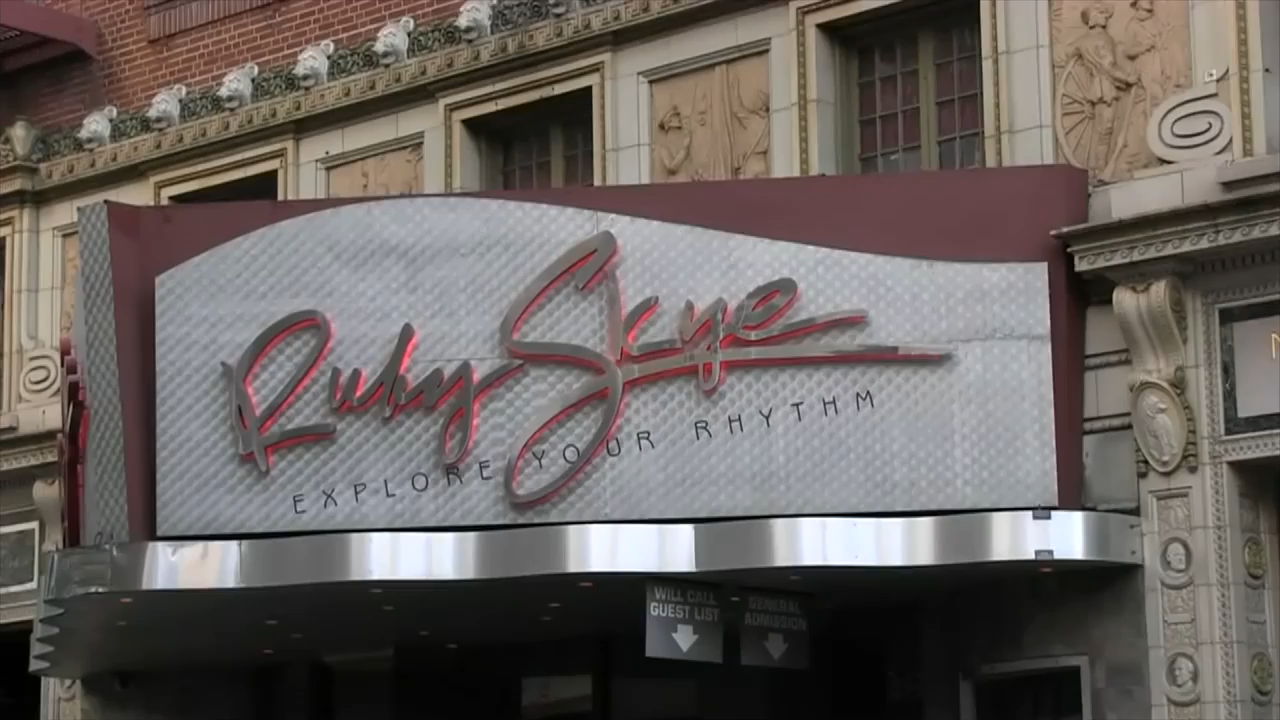 Ruby Skye
EXPLORE YOUR RHYTHM
WILL CALL
GUEST LIST
GENERAL
ADMISSION